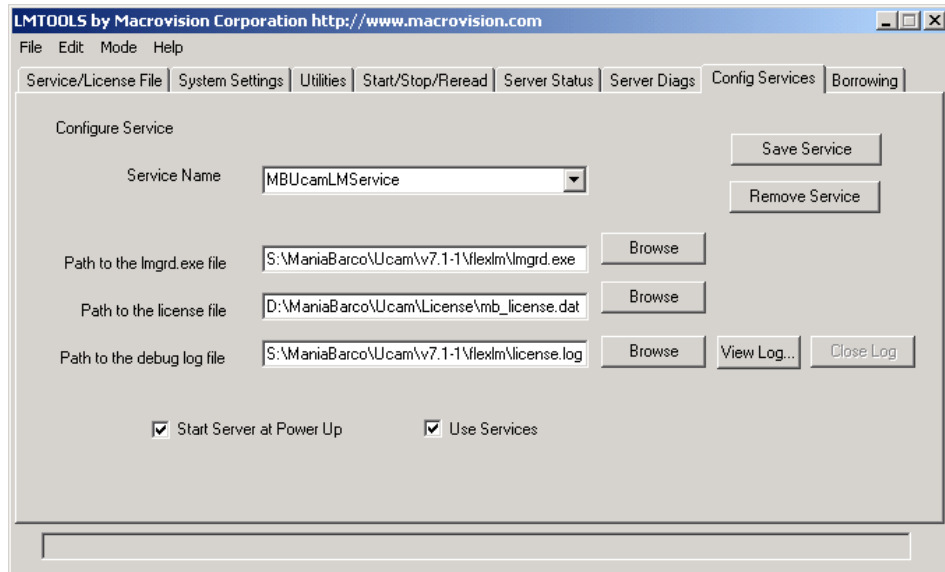 LMTOOLS by Macrovision Corporation http://www.macrovision.com
File Edit Mode Help
Service/License File System Settings Utilities Start/Stop/Reread Server Status Server Diags Config Services Borrowing
Configure Service
Save Service
Service Name MBUcamLMService
Remove Service
Path to the lmgrd.exe file S:\ManiaBarco\Ucam\v7.1-1\flexlm\lmgrd.exe Browse
Path to the license file D:\ManiaBarco\Ucam\License\mb_license.dat Browse
Path to the debug log file S:\ManiaBarco\Ucam\v7.1-1\flexlm\license.log Browse View Log... Close Log
Start Server at Power Up Use Services